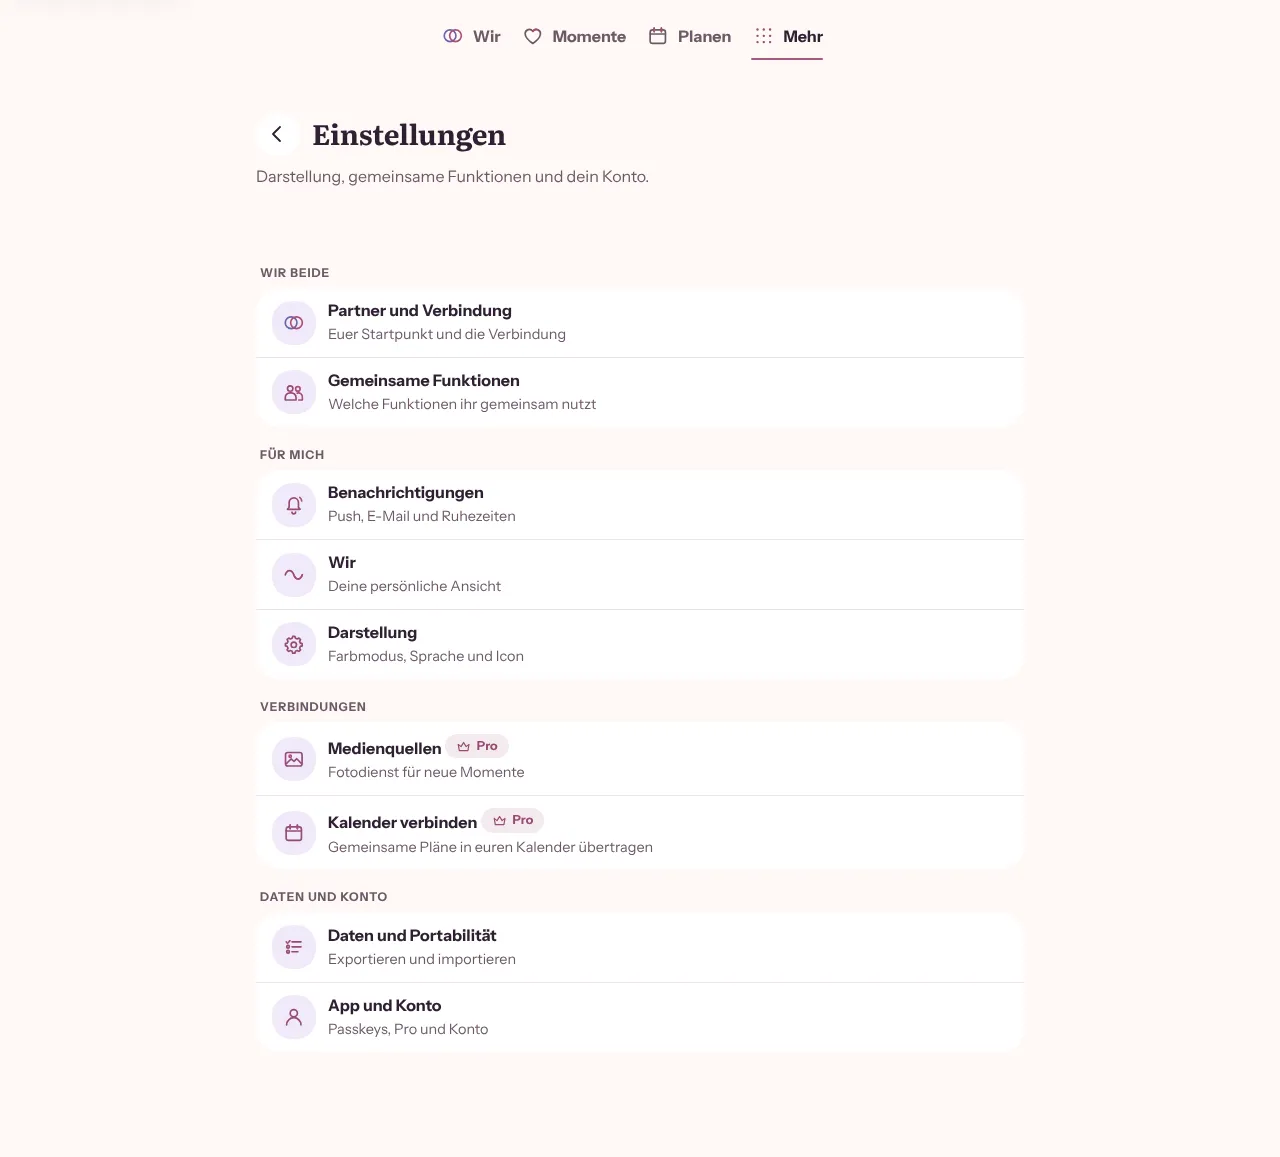 Wir Momente Planen Mehr
Einstellungen
Darstellung, gemeinsame Funktionen und dein Konto.
WIR BEIDE
Partner und Verbindung
Euer Startpunkt und die Verbindung
Gemeinsame Funktionen
Welche Funktionen ihr gemeinsam nutzt
FÜR MICH
Benachrichtigungen
Push, E-Mail und Ruhezeiten
Wir
Deine persönliche Ansicht
Darstellung
Farbmodus, Sprache und Icon
VERBINDUNGEN
Medienquellen Pro
Fotodienst für neue Momente
Kalender verbinden Pro
Gemeinsame Pläne in euren Kalender übertragen
DATEN UND KONTO
Daten und Portabilität
Exportieren und importieren
App und Konto
Passkeys, Pro und Konto